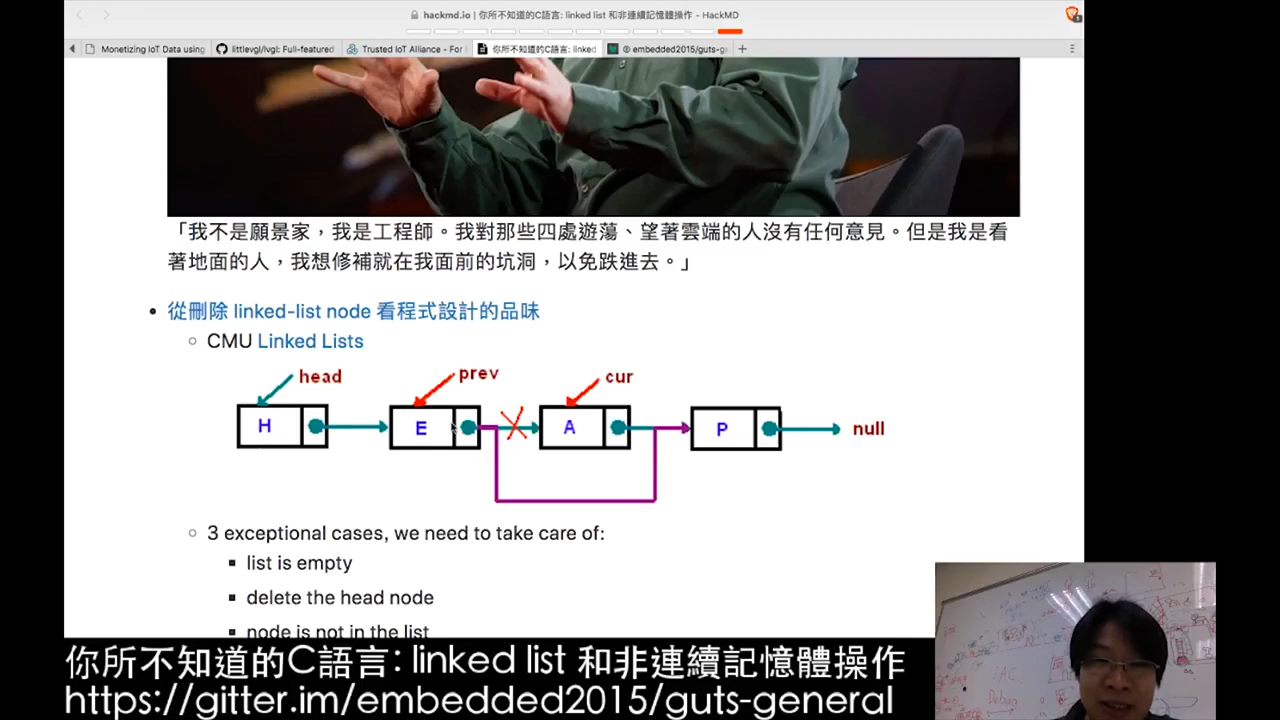 hackmd.io | 你所不知道的C語言: linked list 和非連續記憶體操作 - HackMD
Monetizing IoT Data using
littlevgl/lvgl: Full-featured
Trusted IoT Alliance - For I
你所不知道的C語言: linked
embedded2015/guts-g
「我不是願景家，我是工程師。我對那些四處遊蕩、望著雲端的人沒有任何意見。但是我是看
著地面的人，我想修補就在我面前的坑洞，以免跌進去。」
從刪除 linked-list node 看程式設計的品味
CMU Linked Lists
head
prev
cur
H
E
A
P
null
3 exceptional cases, we need to take care of:
list is empty
delete the head node
node is not in the list
Debug
你所不知道的C語言: linked list 和非連續記憶體操作
https://gitter.im/embedded2015/guts-general